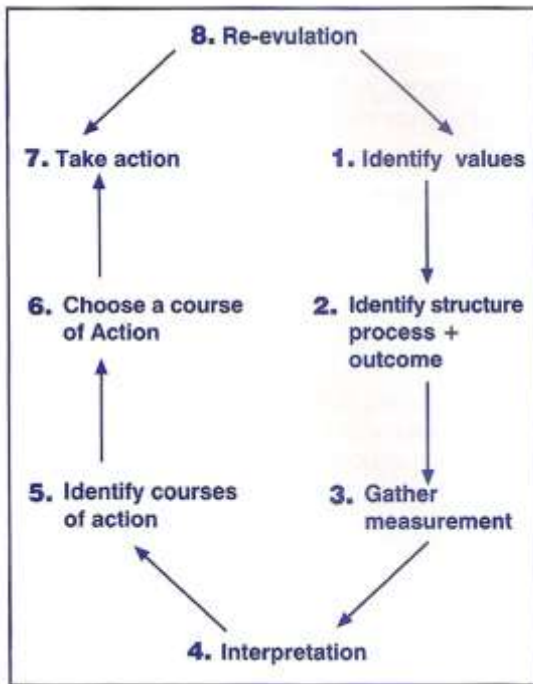 8. Re-evulation
7. Take action
1. Identify values
6. Choose a course
of Action
2. Identify structure
process +
outcome
5. Identify courses
of action
3. Gather
measurement
4. Interpretation